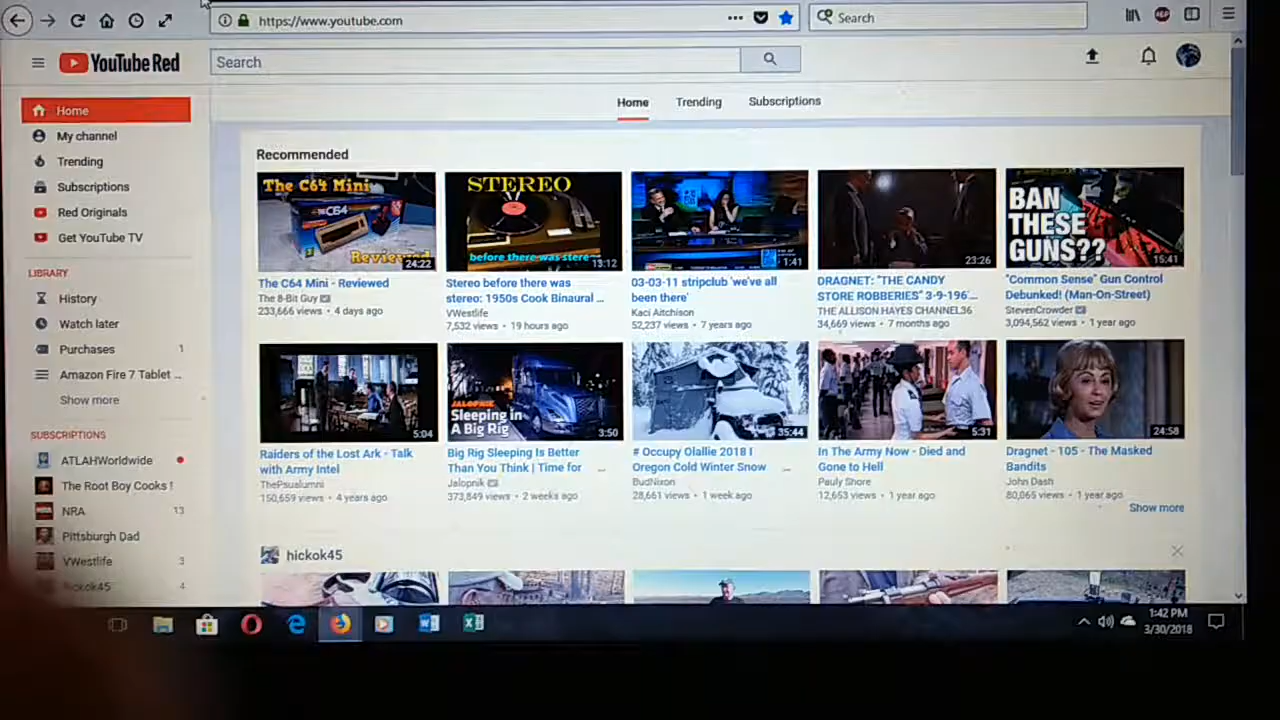 https://www.youtube.com
Search
YouTube Red
Search
Home
Trending
Subscriptions
Home
My channel
Trending
Subscriptions
Red Originals
Get YouTube TV
LIBRARY
History
Watch later
Purchases 1
Amazon Fire 7 Tablet ...
Show more
SUBSCRIPTIONS
ATLAHWorldwide
The Root Boy Cooks !
NRA 13
Pittsburgh Dad
VWestlife 3
hickok45 4
Recommended
The C64 Mini
C64
Reviewed
24:22
The C64 Mini - Reviewed
The 8-Bit Guy
233,666 views • 4 days ago
STEREO
before there was stereo
13:12
Stereo before there was
stereo: 1950s Cook Binaural ...
VWestlife
7,532 views • 19 hours ago
1:41
03-03-11 stripclub 'we've all
been there'
Kaci Aitchison
52,237 views • 7 years ago
23:26
DRAGNET: "THE CANDY
STORE ROBBERIES" 3-9-196...
THE ALLISON HAYES CHANNEL36
34,669 views • 7 months ago
BAN
THESE
GUNS??
15:41
"Common Sense" Gun Control
Debunked! (Man-On-Street)
StevenCrowder
3,094,562 views • 1 year ago
5:04
Raiders of the Lost Ark - Talk
with Army Intel
ThePsualumni
150,659 views • 4 years ago
JALOPNIK
Sleeping in
A Big Rig
3:50
Big Rig Sleeping Is Better
Than You Think | Time for ...
Jalopnik
373,849 views • 2 weeks ago
35:44
# Occupy Olallie 2018 I
Oregon Cold Winter Snow ...
BudNixon
28,661 views • 1 week ago
5:31
In The Army Now - Died and
Gone to Hell
Pauly Shore
12,653 views • 1 year ago
24:58
Dragnet - 105 - The Masked
Bandits
John Dash
80,065 views • 1 year ago
Show more
hickok45
1:42 PM
3/30/2018